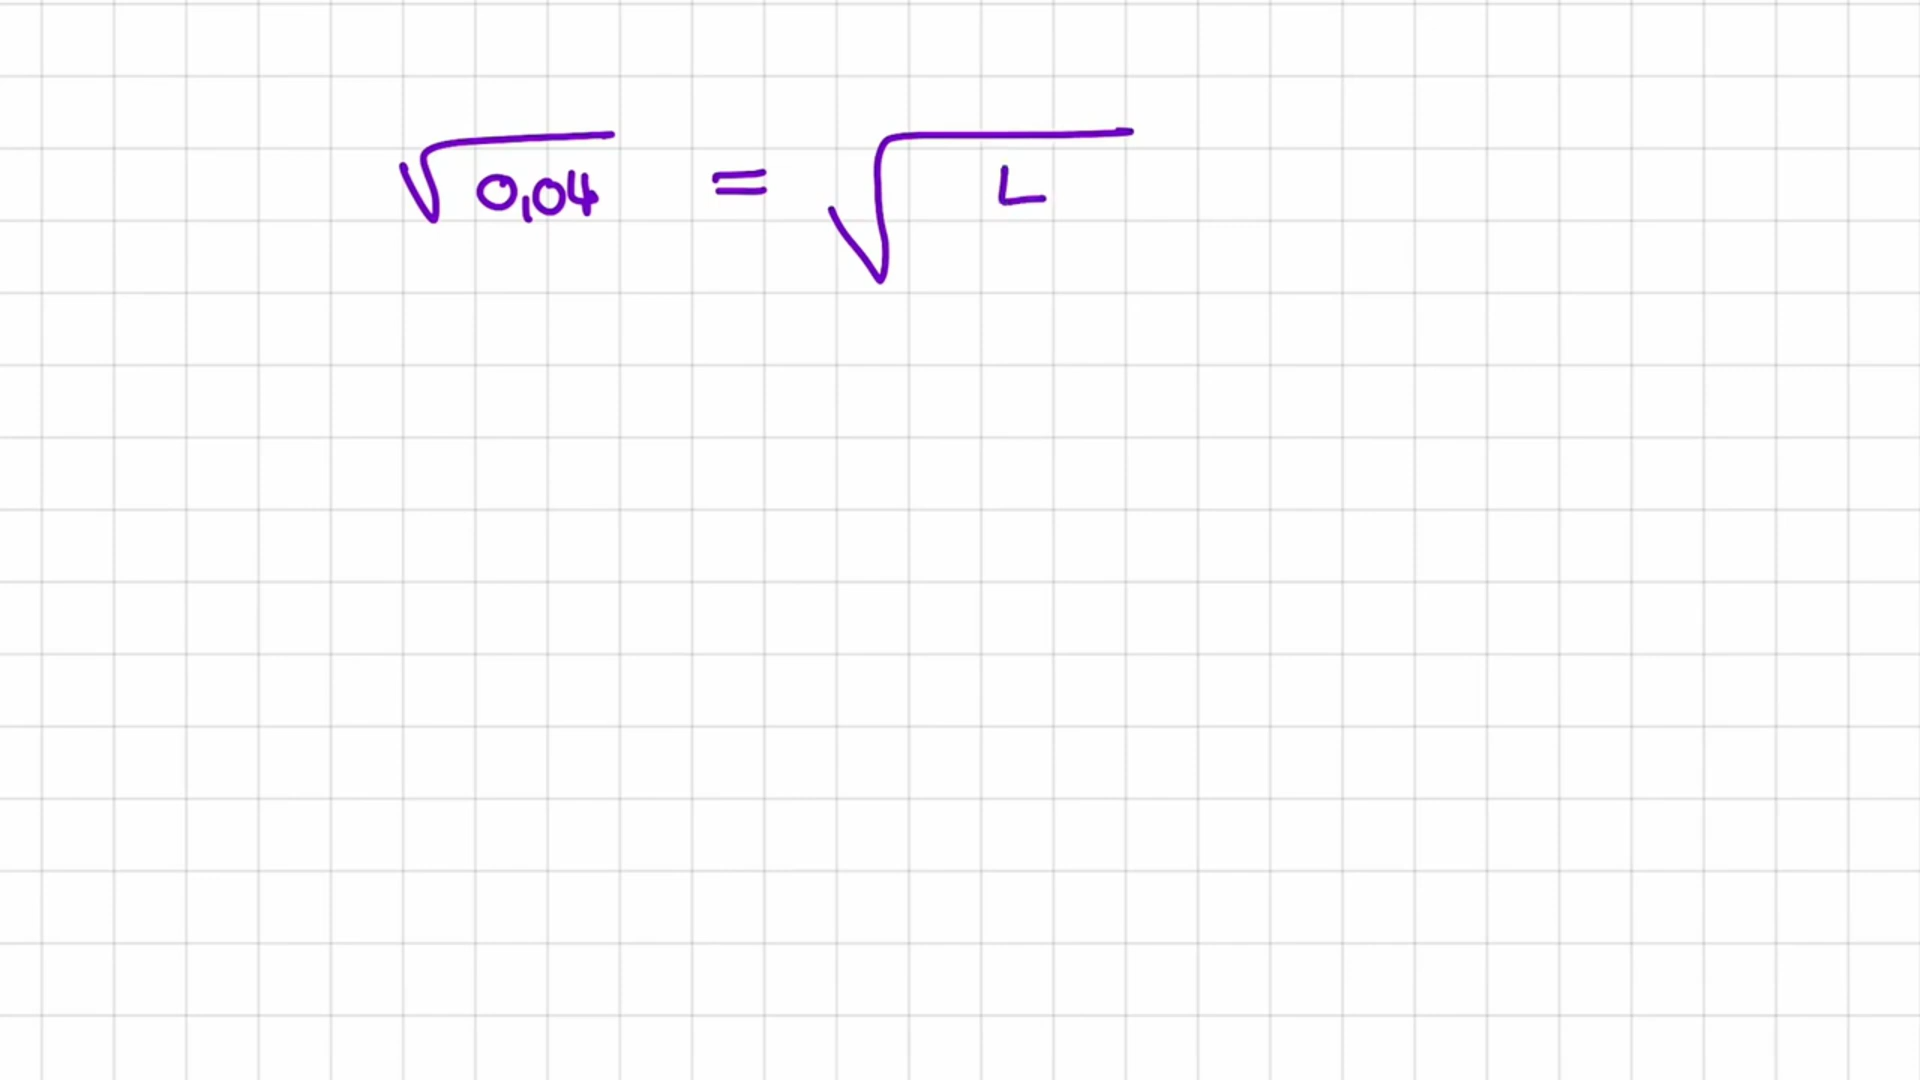 √0,04 = √L